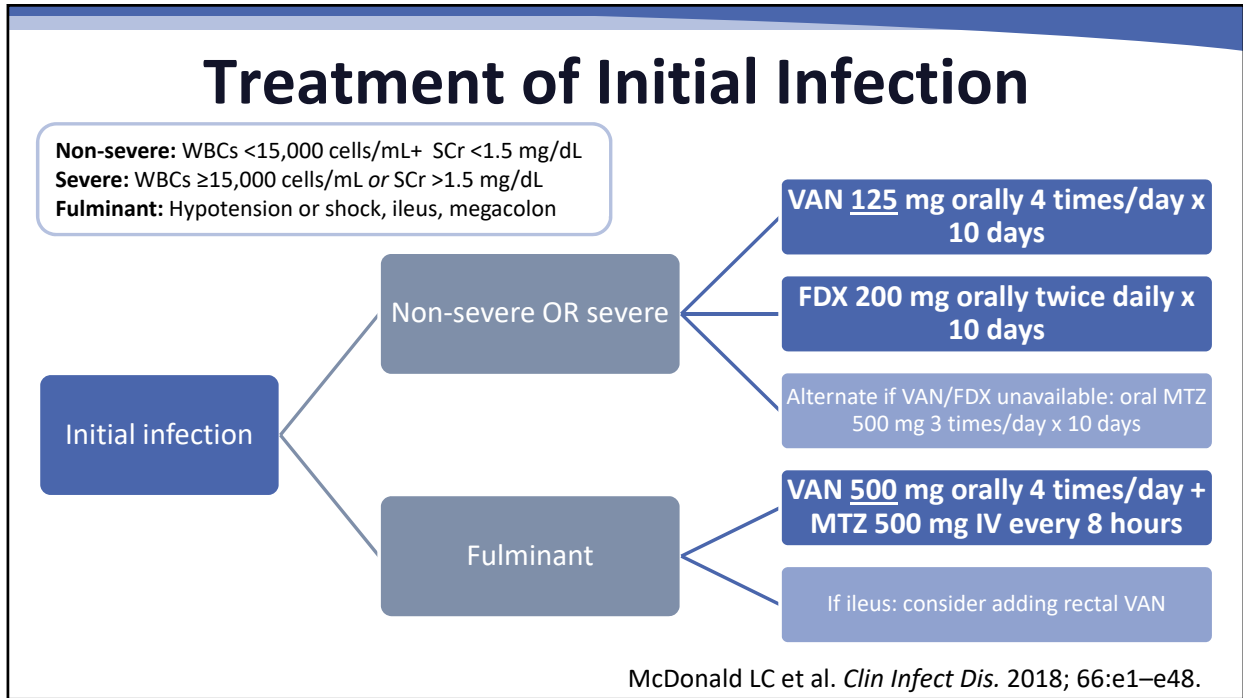 Treatment of Initial Infection
Non-severe: WBCs <15,000 cells/mL+ SCr <1.5 mg/dL
Severe: WBCs ≥15,000 cells/mL or SCr >1.5 mg/dL
Fulminant: Hypotension or shock, ileus, megacolon
Initial infection
Non-severe OR severe
VAN 125 mg orally 4 times/day x
10 days
FDX 200 mg orally twice daily x
10 days
Alternate if VAN/FDX unavailable: oral MTZ
500 mg 3 times/day x 10 days
Fulminant
VAN 500 mg orally 4 times/day +
MTZ 500 mg IV every 8 hours
If ileus: consider adding rectal VAN
McDonald LC et al. Clin Infect Dis. 2018; 66:e1–e48.